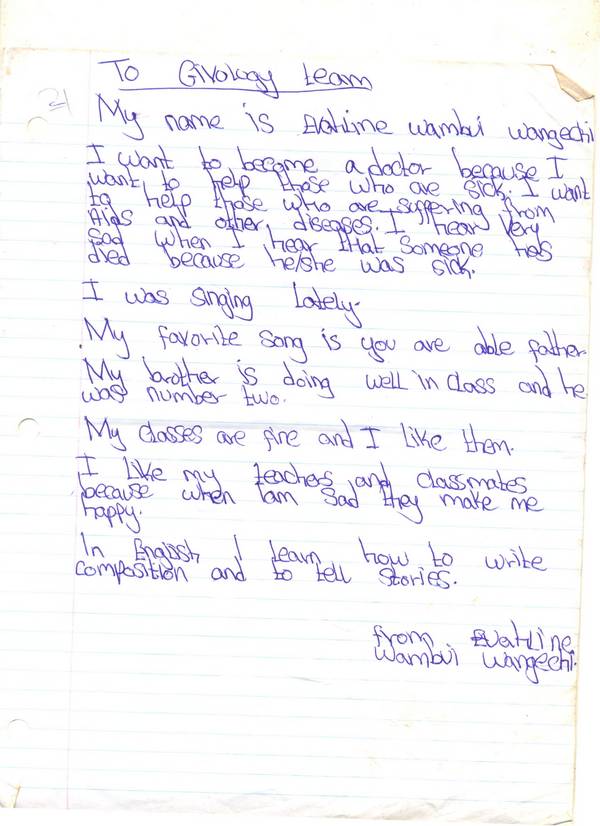 21
To Givology team
My name is Evahline Wambui Wangechi
I want to become a doctor because I
want to help those who are sick. I want
to help those who are suffering from
Aids and other diseases. I hear very
sad when I hear that someone has
died because he/she was sick.
I was singing lately.
My favorite song is you are able father.
My brother is doing well in class and he
was number two.
My classes are fine and I like them.
I like my teachers and classmates
because when Iam sad they make me
happy.
In English I learn how to write
composition and to tell stories.
from Evahline
Wambui Wangechi.